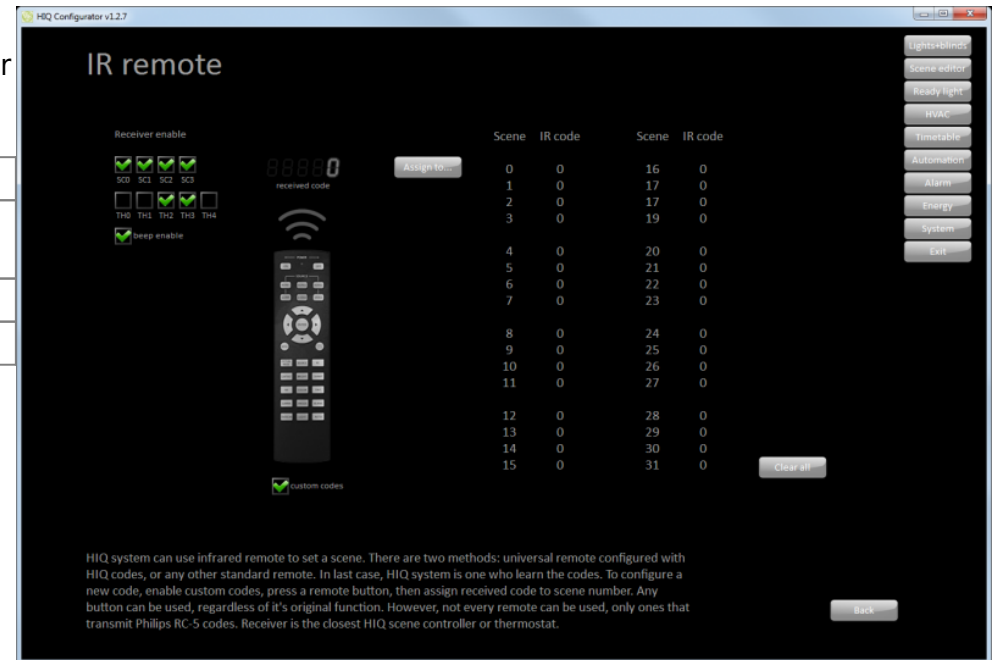 HIQ Configurator v1.2.7
r
IR remote
Lights+blinds
Scene editor
Ready light
HVAC
Timetable
Automation
Alarm
Energy
System
Exit
Receiver enable
SC0 SC1 SC2 SC3
TH0 TH1 TH2 TH3 TH4
beep enable
0
received code
Assign to...
custom codes
Scene IR code Scene IR code
0 0 16 0
1 0 17 0
2 0 17 0
3 0 19 0
4 0 20 0
5 0 21 0
6 0 22 0
7 0 23 0
8 0 24 0
9 0 25 0
10 0 26 0
11 0 27 0
12 0 28 0
13 0 29 0
14 0 30 0
15 0 31 0
Clear all
HIQ system can use infrared remote to set a scene. There are two methods: universal remote configured with
HIQ codes, or any other standard remote. In last case, HIQ system is one who learn the codes. To configure a
new code, enable custom codes, press a remote button, then assign received code to scene number. Any
button can be used, regardless of it's original function. However, not every remote can be used, only ones that
transmit Philips RC-5 codes. Receiver is the closest HIQ scene controller or thermostat.
Back